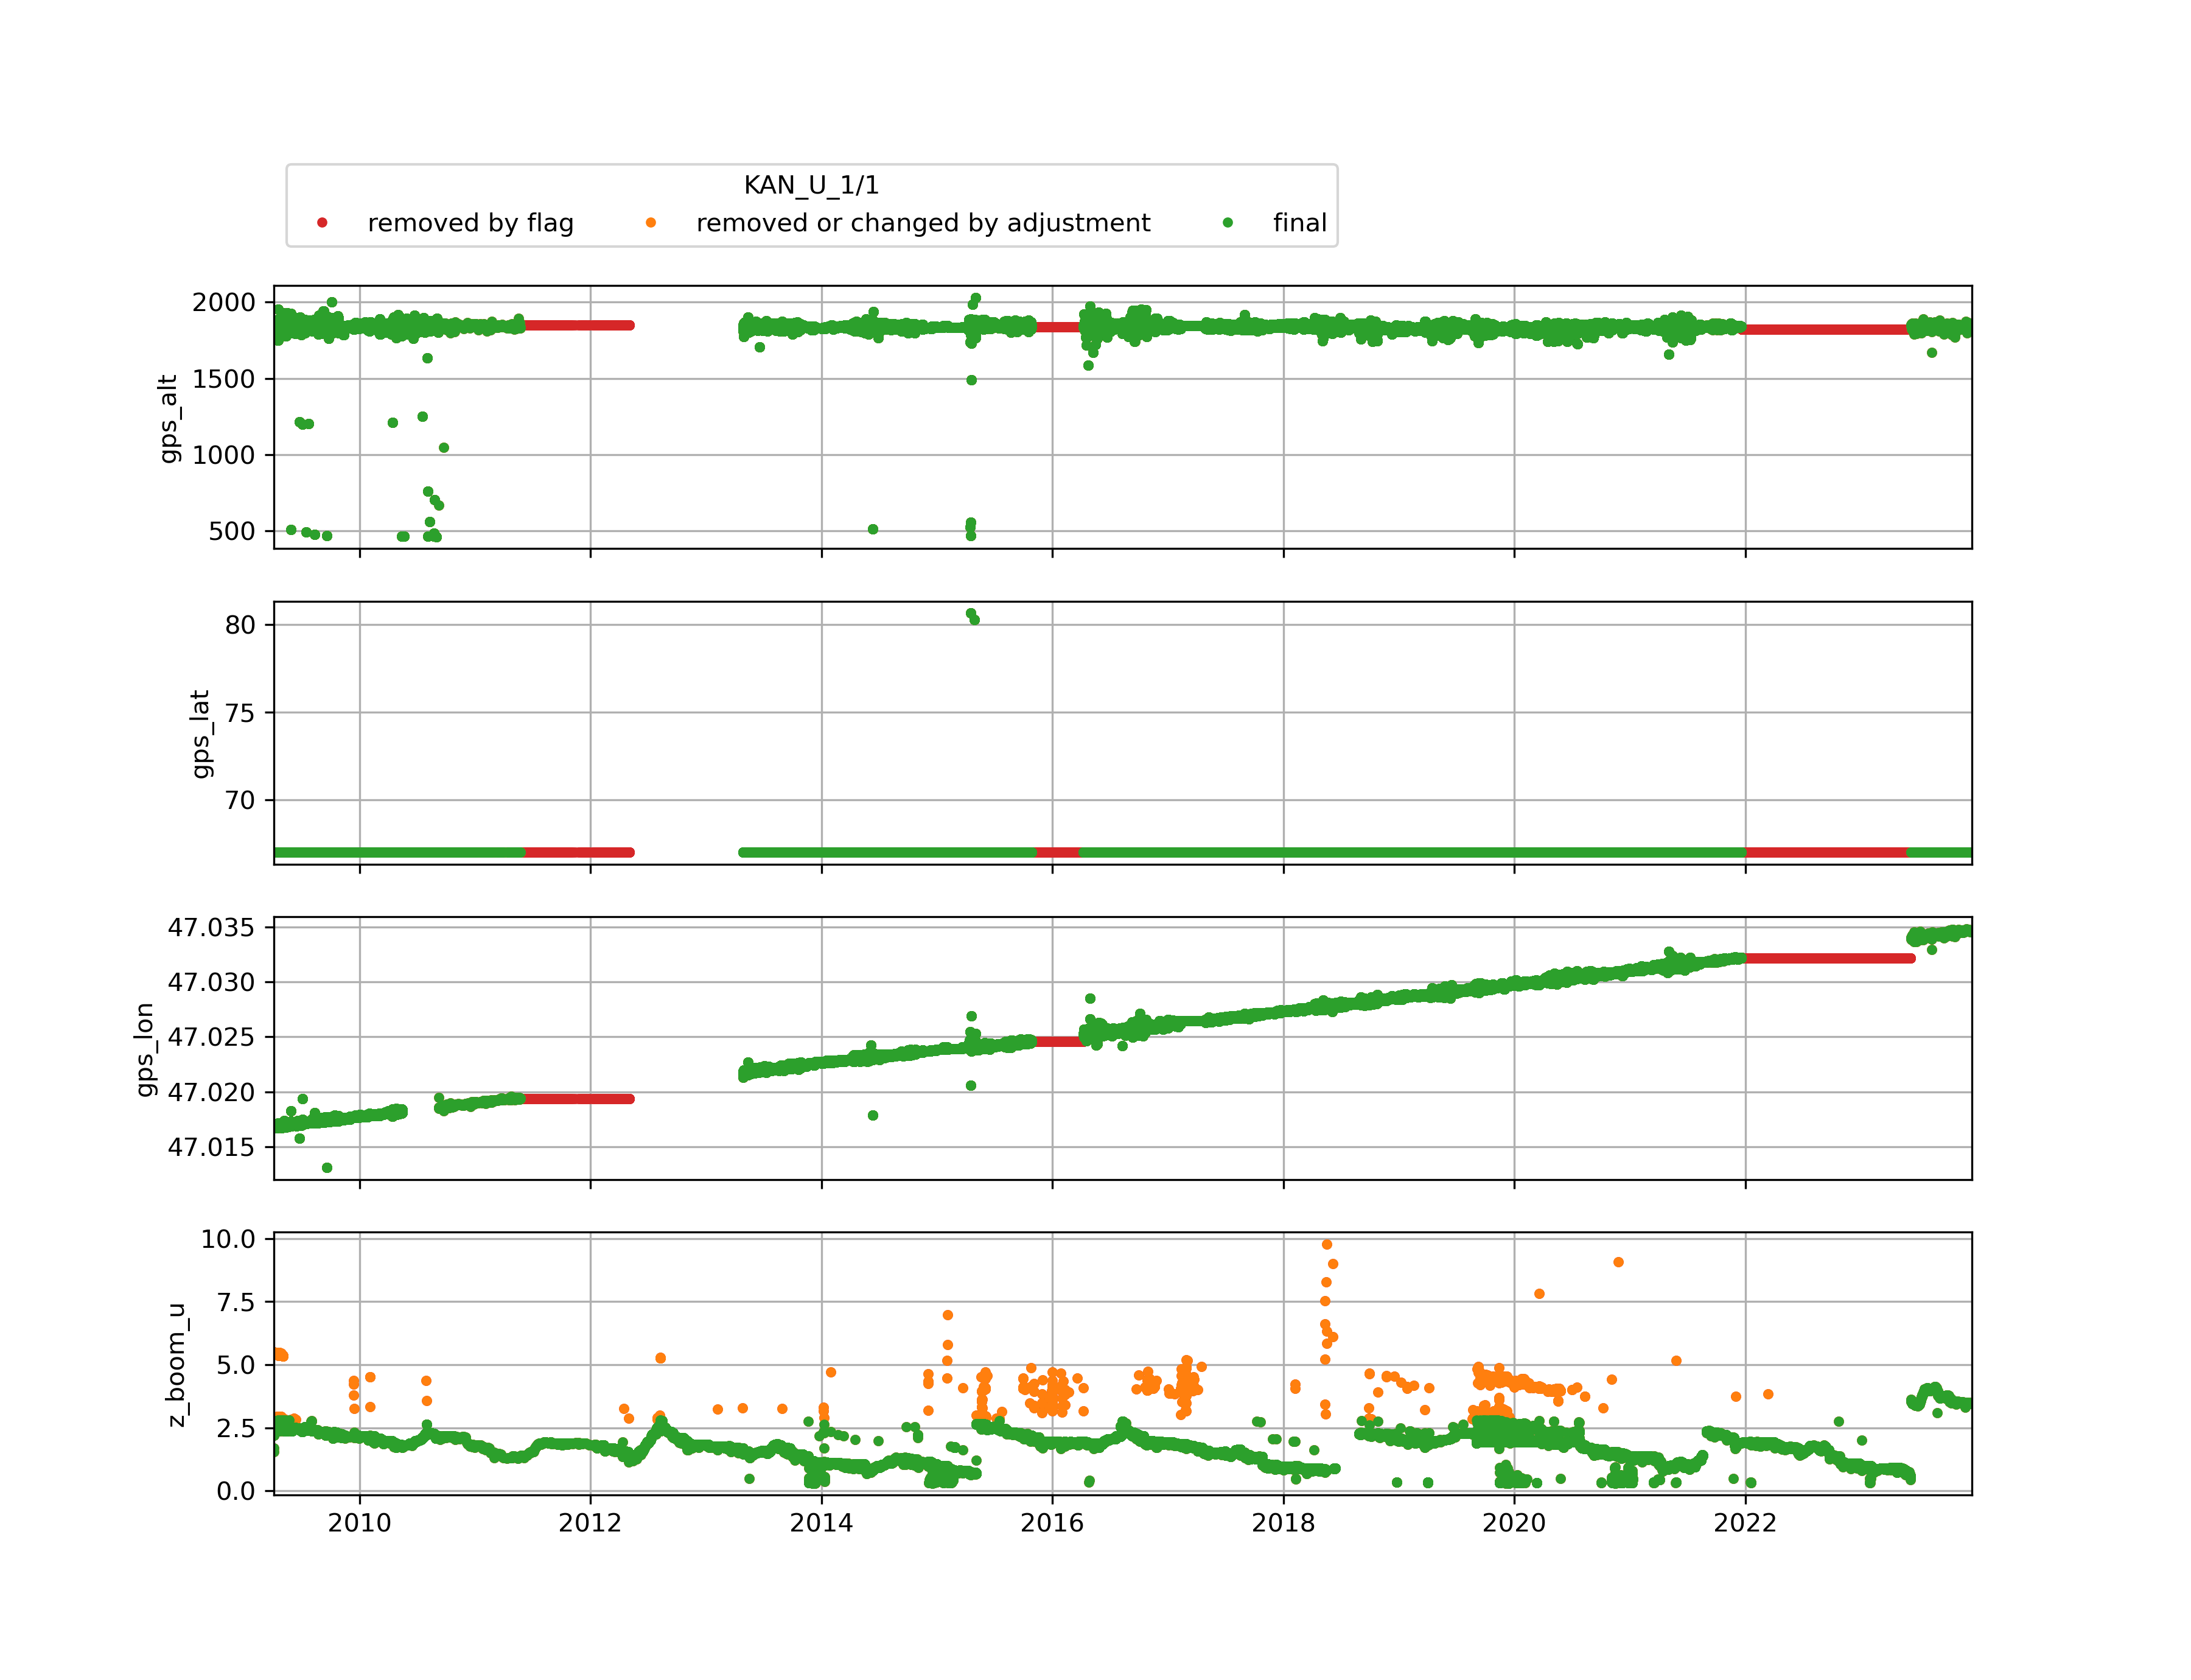 KAN_U_1/1
removed by flag removed or changed by adjustment final
2000
1500
1000
500
gps_alt
80
75
70
gps_lat
47.035
47.030
47.025
47.020
47.015
gps_lon
10.0
7.5
5.0
2.5
0.0
z_boom_u
2010 2012 2014 2016 2018 2020 2022